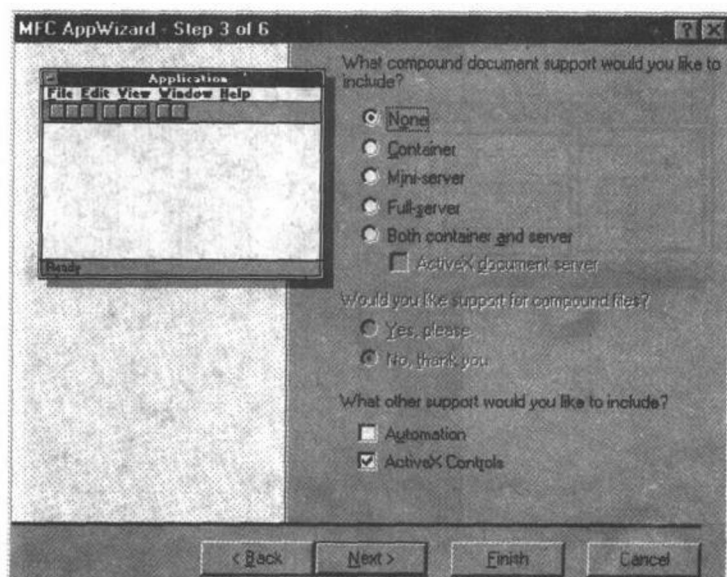 MFC AppWizard - Step 3 of 6
Application
File Edit View Window Help
Ready
What compound document support would you like to
include?
None
Container
Mini-server
Full-server
Both container and server
ActiveX document server
Would you like support for compound files?
Yes, please
No, thank you
What other support would you like to include?
Automation
ActiveX Controls
< Back
Next >
Finish
Cancel